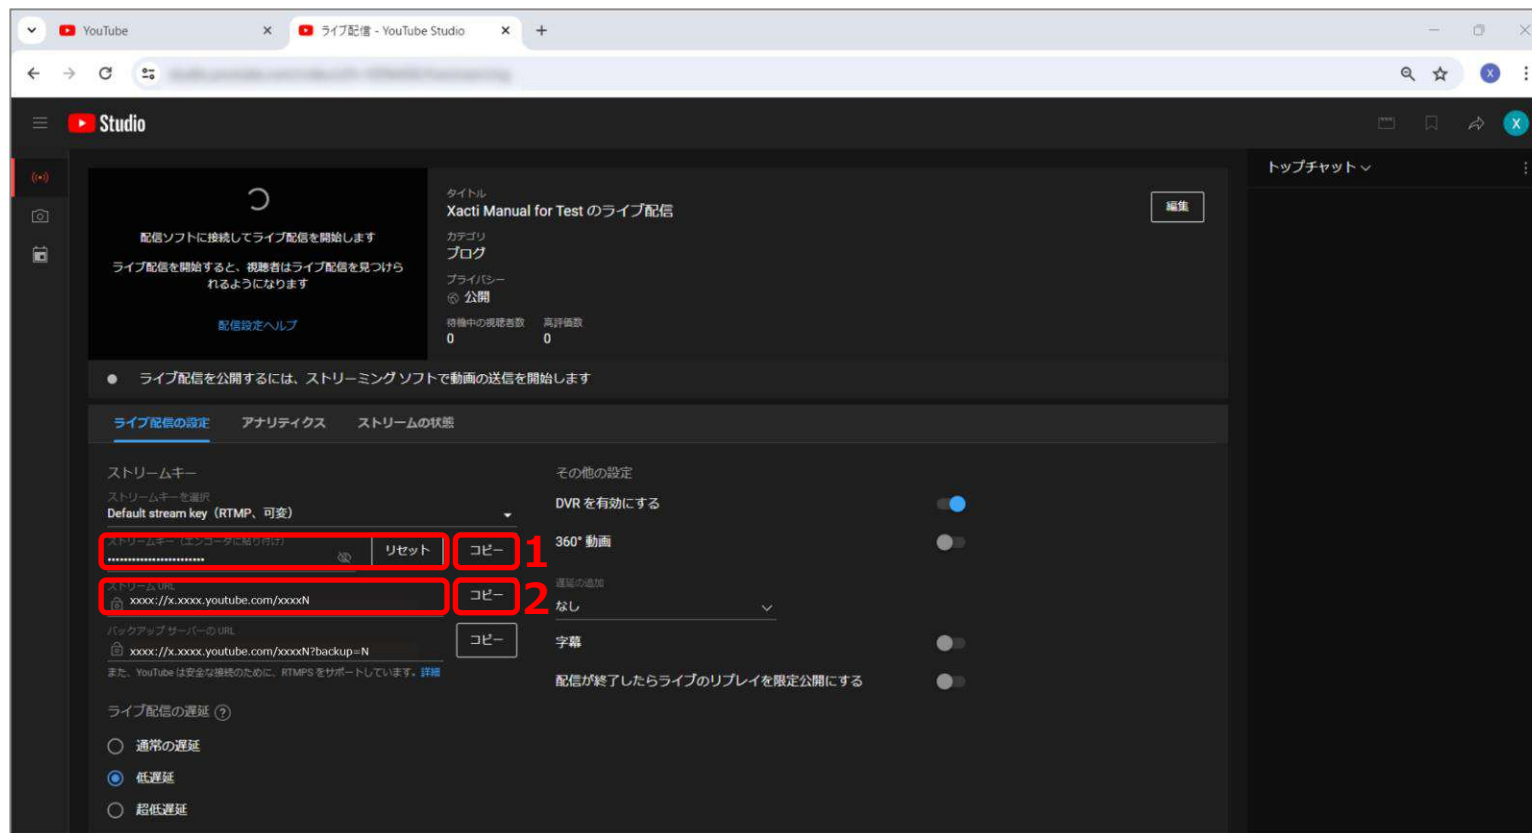 YouTube
ライブ配信 - YouTube Studio
X
Studio
X
トップチャット
配信ソフトに接続してライブ配信を開始します
ライブ配信を開始すると、視聴者はライブ配信を見つけら
れるようになります
配信設定ヘルプ
タイトル
Xacti Manual for Test のライブ配信
編集
カテゴリ
ブログ
プライバシー
公開
待機中の視聴者数 高評価数
0 0
ライブ配信を公開するには、ストリーミング ソフトで動画の送信を開始します
ライブ配信の設定 アナリティクス ストリームの状態
ストリームキー
ストリームキーを選択
Default stream key（RTMP、可変）
ストリームキー（エンコーダに貼り付け）
リセット コピー 1
ストリーム URL
xxxx://x.xxxx.youtube.com/xxxxN
コピー 2
バックアップ サーバーの URL
xxxx://x.xxxx.youtube.com/xxxxN?backup=N
コピー
また、YouTube は安全な接続のために、RTMPS をサポートしています。詳細
ライブ配信の遅延 ?
通常の遅延
低遅延
超低遅延
その他の設定
DVR を有効にする
360° 動画
遅延の追加
なし
字幕
配信が終了したらライブのリプレイを限定公開にする